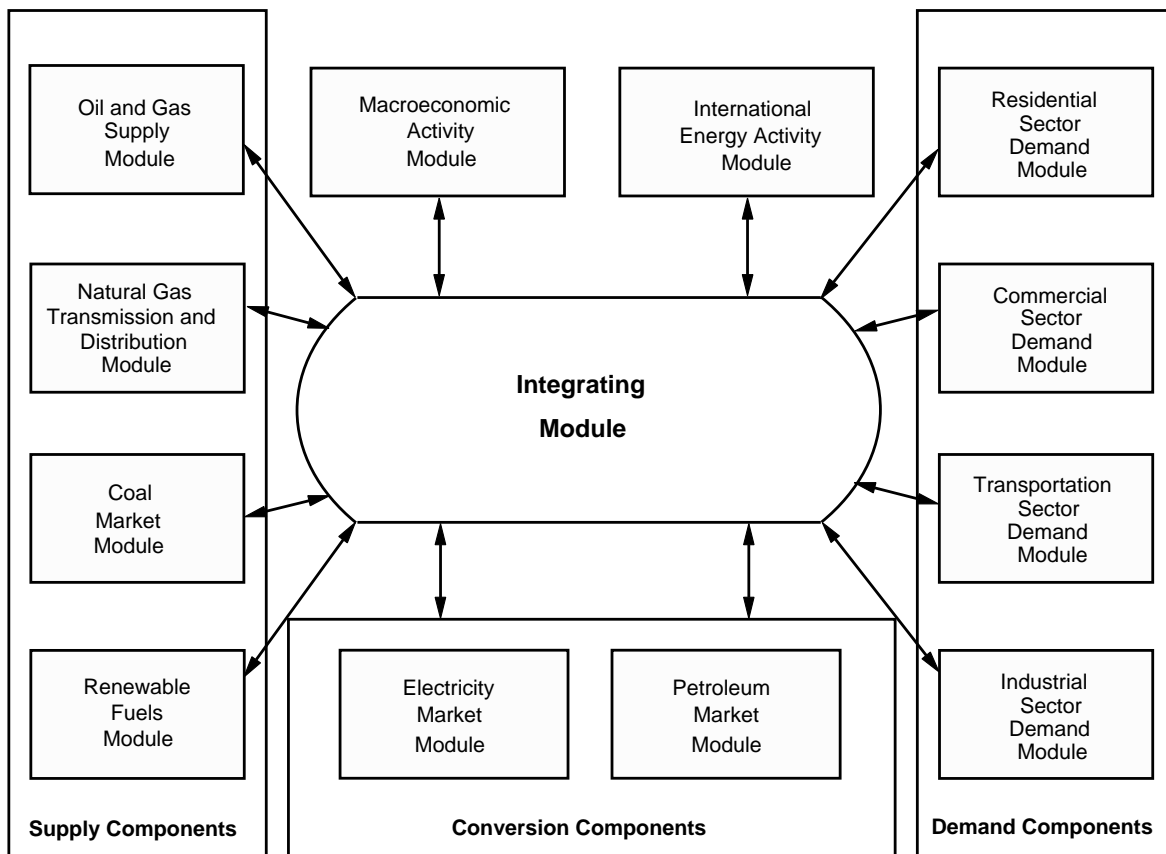 Oil and Gas
Supply
Module
Macroeconomic
Activity
Module
International
Energy Activity
Module
Residential
Sector
Demand
Module
Natural Gas
Transmission and
Distribution
Module
Commercial
Sector
Demand
Module
Integrating
Module
Coal
Market
Module
Transportation
Sector
Demand
Module
Renewable
Fuels
Module
Electricity
Market
Module
Petroleum
Market
Module
Industrial
Sector
Demand
Module
Supply Components
Conversion Components
Demand Components